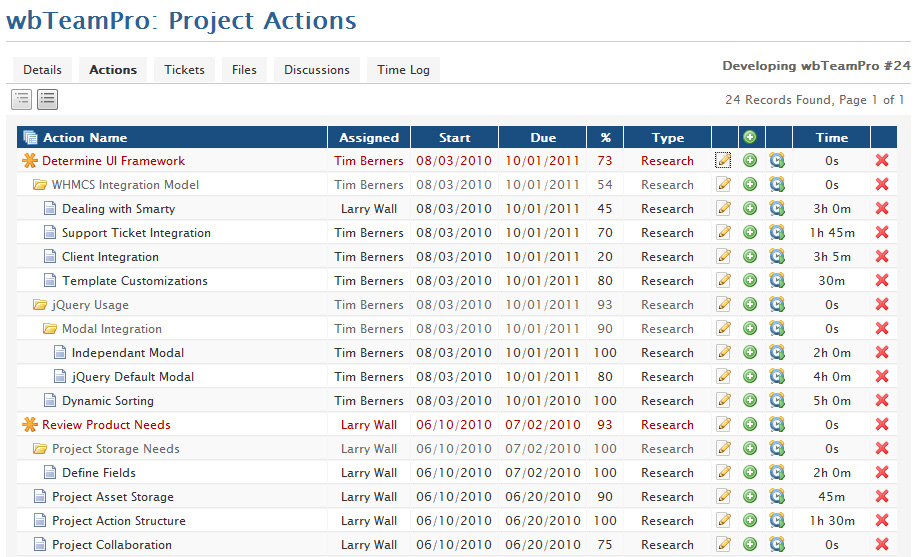 wbTeamPro: Project Actions
Details Actions Tickets Files Discussions Time Log Developing wbTeamPro #24
24 Records Found, Page 1 of 1
Action Name Assigned Start Due % Type Time
Determine UI Framework Tim Berners 08/03/2010 10/01/2011 73 Research 0s
WHMCS Integration Model Tim Berners 08/03/2010 10/01/2011 54 Research 0s
Dealing with Smarty Larry Wall 08/03/2010 10/01/2011 45 Research 3h 0m
Support Ticket Integration Tim Berners 08/03/2010 10/01/2011 70 Research 1h 45m
Client Integration Tim Berners 08/03/2010 10/01/2011 20 Research 3h 5m
Template Customizations Tim Berners 08/03/2010 10/01/2011 80 Research 30m
jQuery Usage Tim Berners 08/03/2010 10/01/2011 93 Research 0s
Modal Integration Tim Berners 08/03/2010 10/01/2011 90 Research 0s
Independant Modal Tim Berners 08/03/2010 10/01/2011 100 Research 2h 0m
jQuery Default Modal Tim Berners 08/03/2010 10/01/2011 80 Research 4h 0m
Dynamic Sorting Tim Berners 08/03/2010 10/01/2011 100 Research 5h 0m
Review Product Needs Larry Wall 06/10/2010 07/02/2010 93 Research 0s
Project Storage Needs Larry Wall 06/10/2010 07/02/2010 100 Research 0s
Define Fields Larry Wall 06/10/2010 07/02/2010 100 Research 2h 0m
Project Asset Storage Larry Wall 06/10/2010 06/20/2010 90 Research 45m
Project Action Structure Larry Wall 06/10/2010 06/20/2010 100 Research 1h 30m
Project Collaboration Larry Wall 06/10/2010 06/20/2010 75 Research 0s